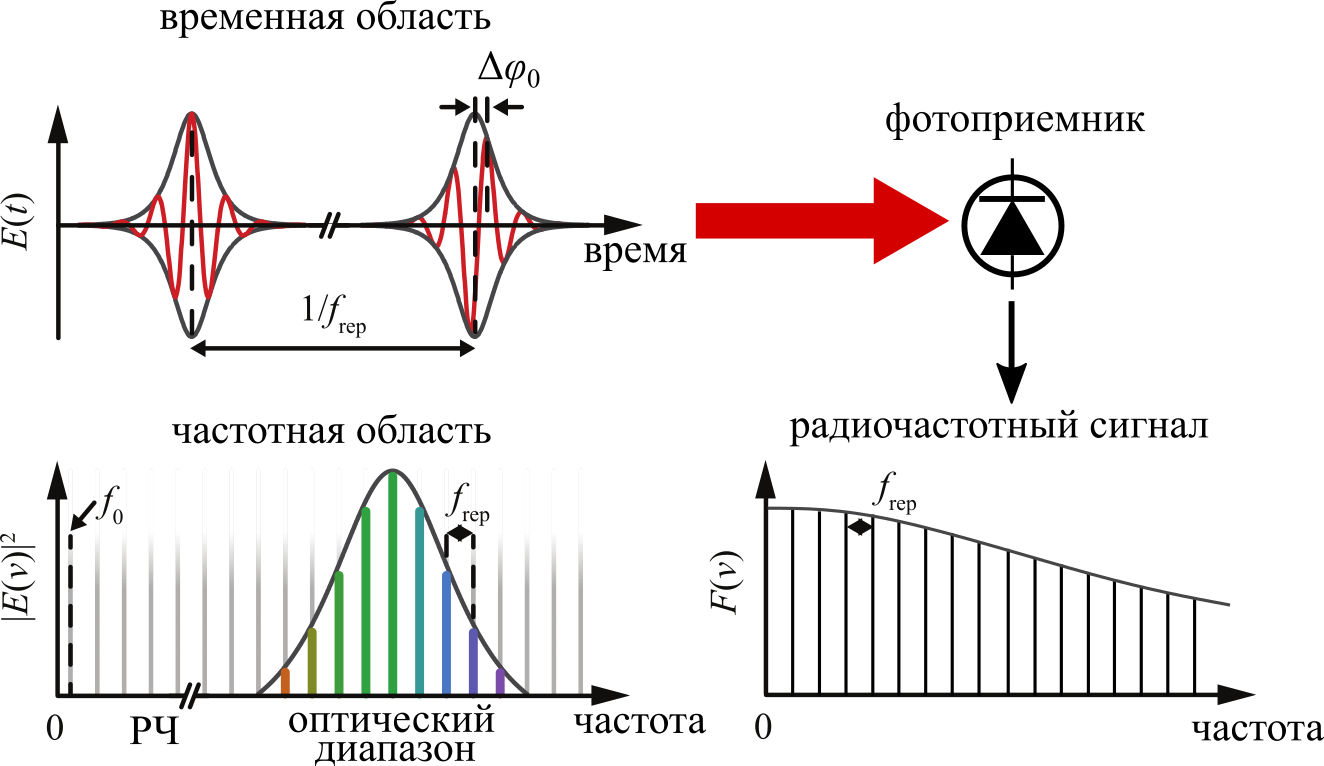 временная область
Δφ₀
E(t)
время
1/fᵣₑₚ
фотоприемник
частотная область
f₀
fᵣₑₚ
|E(ν)|²
0
РЧ
оптический
диапазон
частота
радиочастотный сигнал
fᵣₑₚ
F(ν)
0
частота